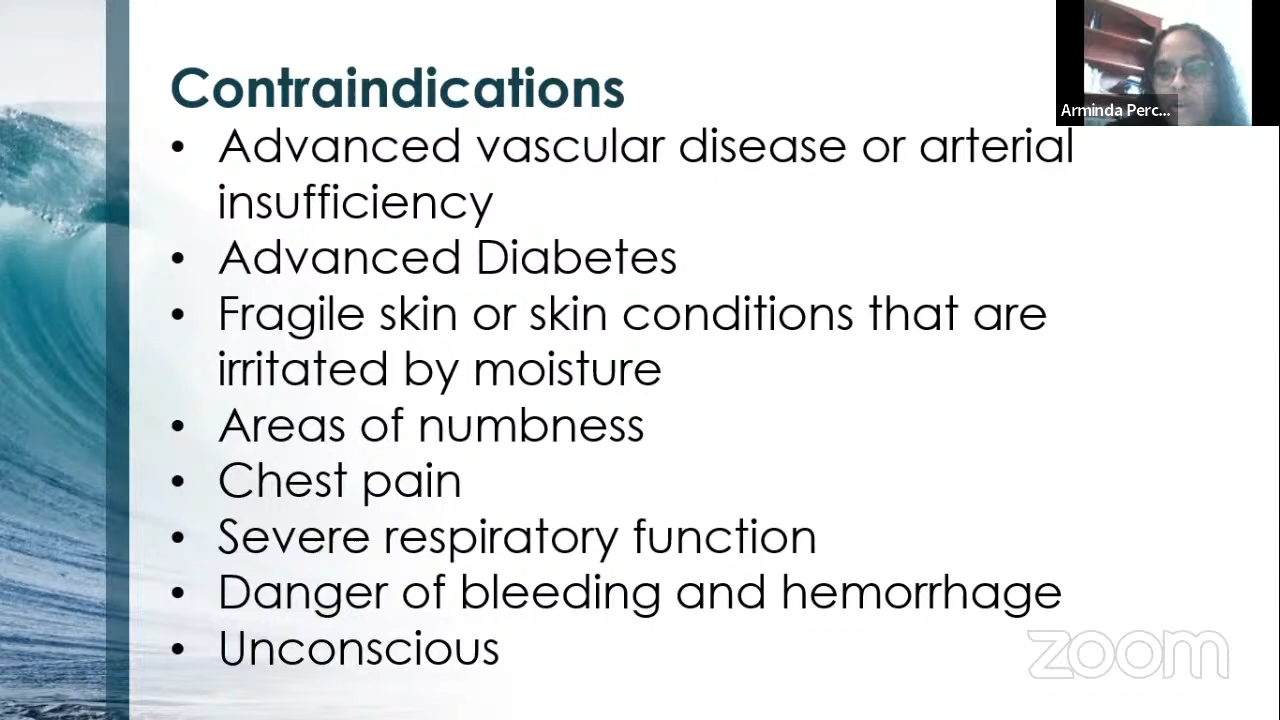 Contraindications
• Advanced vascular disease or arterial
insufficiency
• Advanced Diabetes
• Fragile skin or skin conditions that are
irritated by moisture
• Areas of numbness
• Chest pain
• Severe respiratory function
• Danger of bleeding and hemorrhage
• Unconscious
Arminda Perc...
zoom